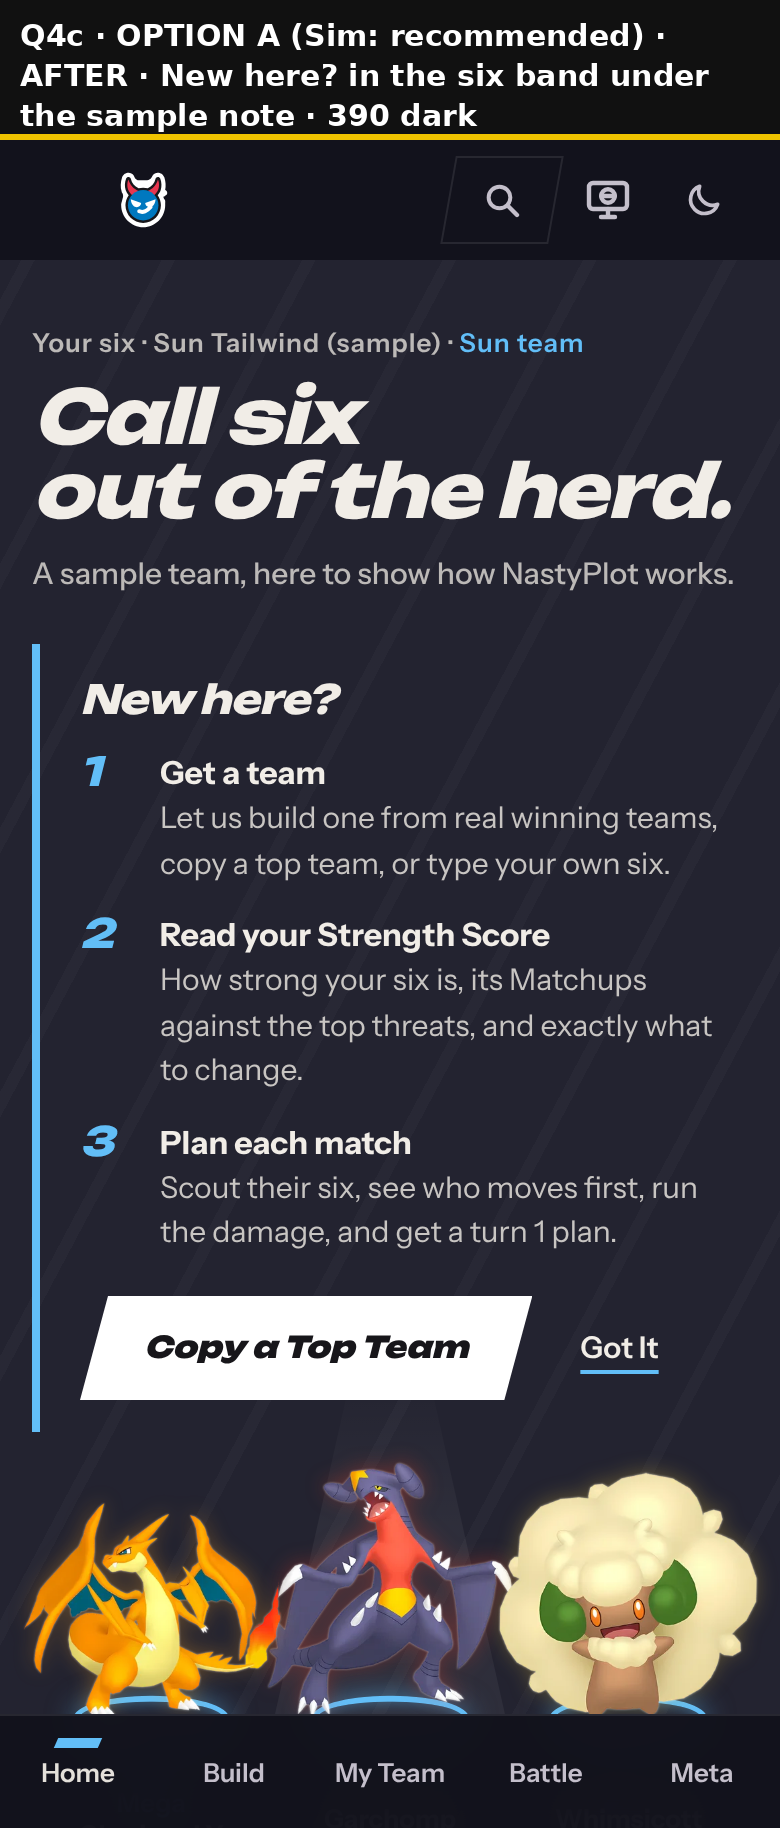 Q4c · OPTION A (Sim: recommended) ·
AFTER · New here? in the six band under
the sample note · 390 dark
Your six · Sun Tailwind (sample) · Sun team
Call six
out of the herd.
A sample team, here to show how NastyPlot works.
New here?
1 Get a team
Let us build one from real winning teams,
copy a top team, or type your own six.
2 Read your Strength Score
How strong your six is, its Matchups
against the top threats, and exactly what
to change.
3 Plan each match
Scout their six, see who moves first, run
the damage, and get a turn 1 plan.
Copy a Top Team Got It
Home Build My Team Battle Meta
Garchomp Whimsicott